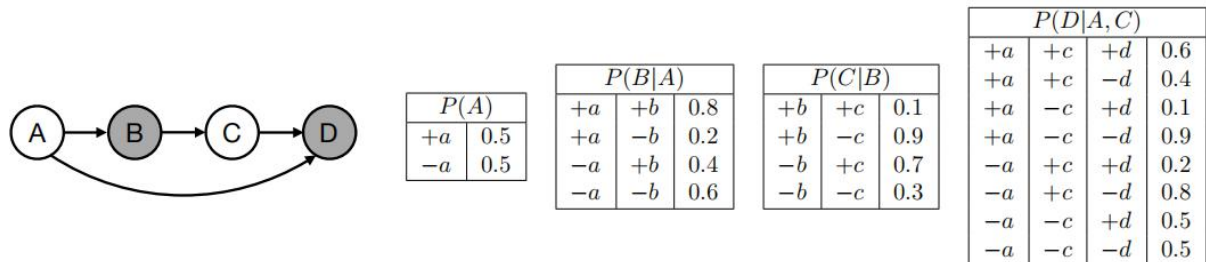 A B C D
P(A)
+a 0.5
−a 0.5
P(B|A)
+a +b 0.8
+a −b 0.2
−a +b 0.4
−a −b 0.6
P(C|B)
+b +c 0.1
+b −c 0.9
−b +c 0.7
−b −c 0.3
P(D|A, C)
+a +c +d 0.6
+a +c −d 0.4
+a −c +d 0.1
+a −c −d 0.9
−a +c +d 0.2
−a +c −d 0.8
−a −c +d 0.5
−a −c −d 0.5